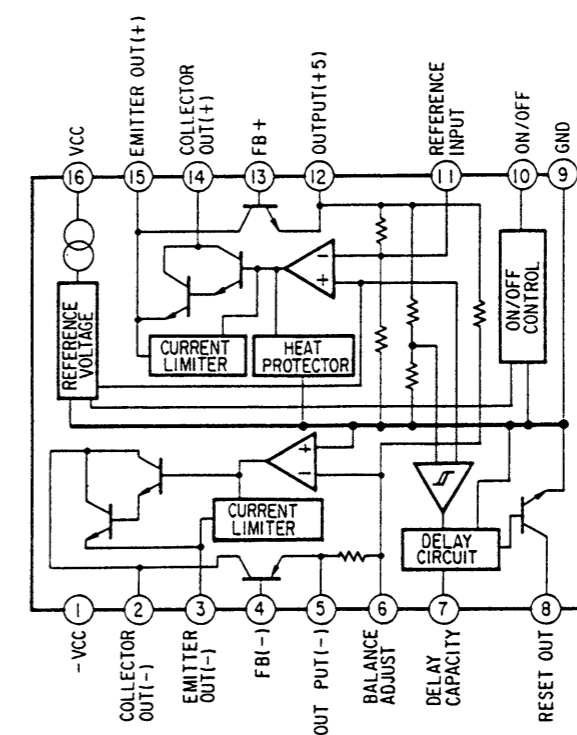 EMITTER OUT(+)
COLLECTOR
OUT(+)
OUTPUT(+5)
REFERENCE
INPUT
ON/OFF
VCC
FB+
GND
16
15
14
13
12
11
10
9
REFERENCE
VOLTAGE
CURRENT
LIMITER
HEAT
PROTECTOR
ON/OFF
CONTROL
−
+
+
−
CURRENT
LIMITER
DELAY
CIRCUIT
1
2
3
4
5
6
7
8
-VCC
COLLECTOR
OUT(-)
EMITTER
OUT(-)
FB(-)
OUT PUT(-)
BALANCE
ADJUST
DELAY
CAPACITY
RESET OUT